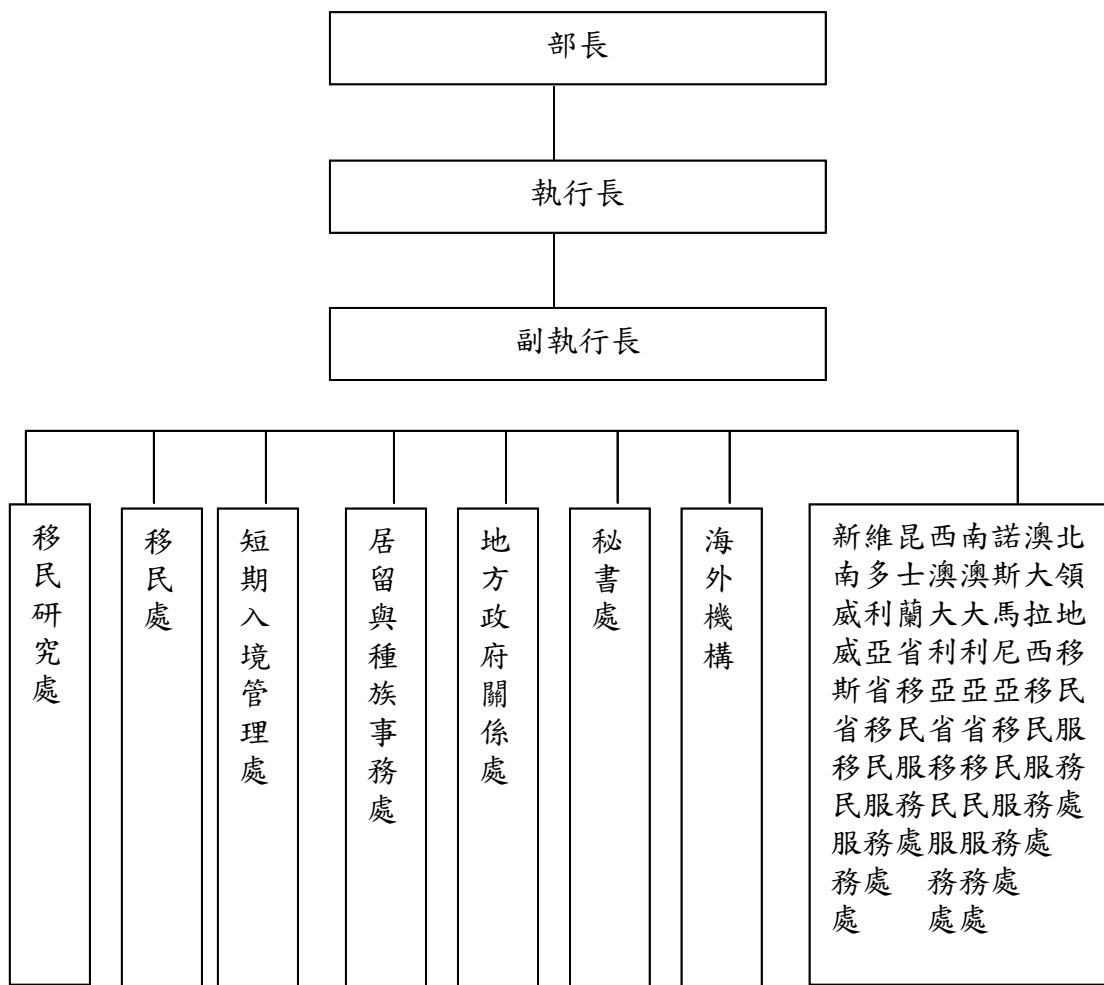 部長
執行長
副執行長
移民研究處
移民處
短期入境管理處
居留與種族事務處
地方政府關係處
秘書處
海外機構
新南威威斯省移民服務處
維多利亞省移民服務處
昆士蘭省移民服務處
西澳大利亞省移民服務處
南澳大利亞省移民服務處
諾斯馬尼亞移民服務處
澳大拉西移民服務處
北領地移民服務處